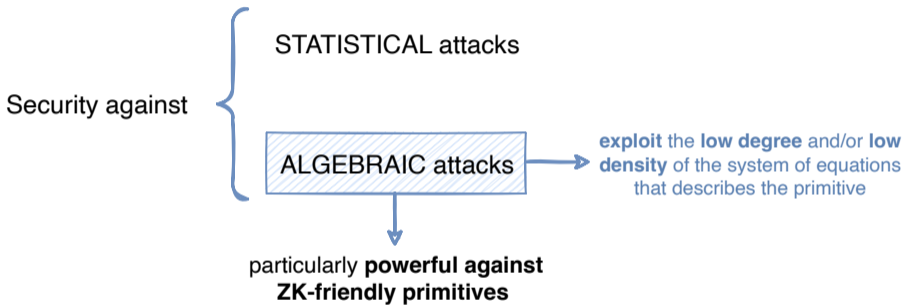 STATISTICAL attacks
Security against
ALGEBRAIC attacks
exploit the low degree and/or low
density of the system of equations
that describes the primitive
particularly powerful against
ZK-friendly primitives